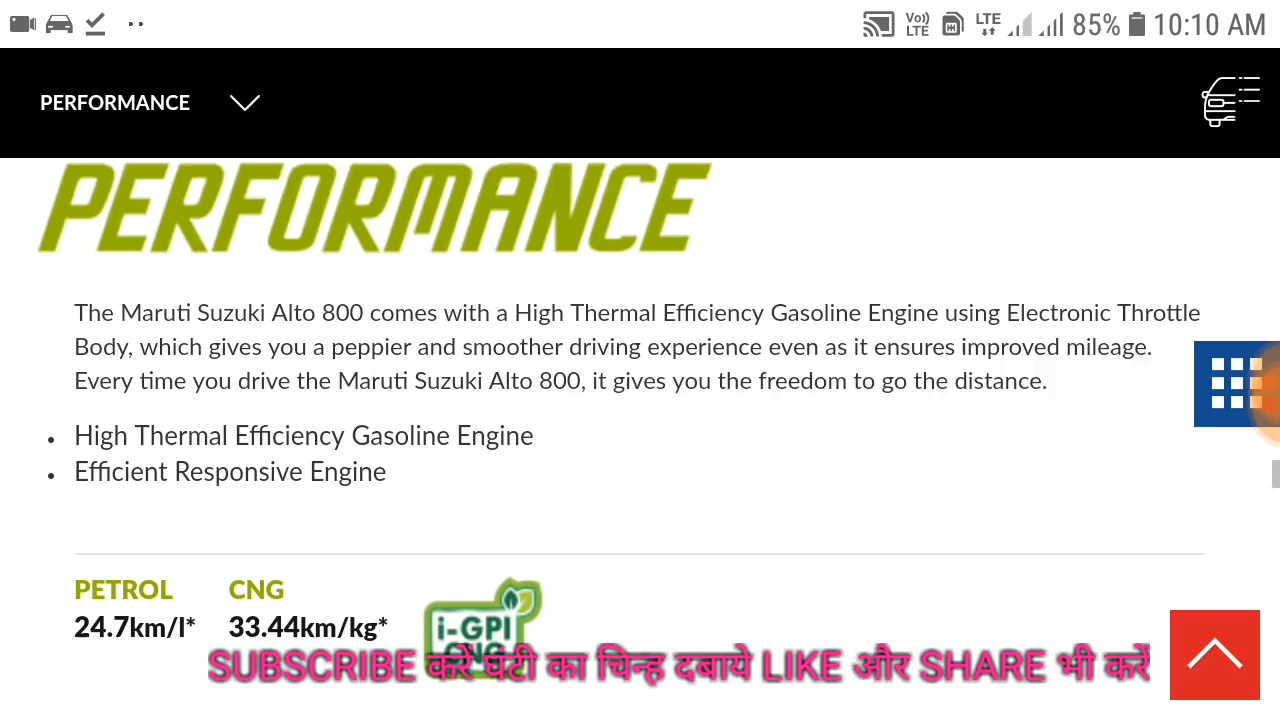 Vo)) LTE LTE 85% 10:10 AM
PERFORMANCE
PERFORMANCE
The Maruti Suzuki Alto 800 comes with a High Thermal Efficiency Gasoline Engine using Electronic Throttle
Body, which gives you a peppier and smoother driving experience even as it ensures improved mileage.
Every time you drive the Maruti Suzuki Alto 800, it gives you the freedom to go the distance.
• High Thermal Efficiency Gasoline Engine
• Efficient Responsive Engine
PETROL CNG
24.7km/l* 33.44km/kg*
i-GPI
CNG
SUBSCRIBE करें घंटी का चिन्ह दबाये LIKE और SHARE भी करें